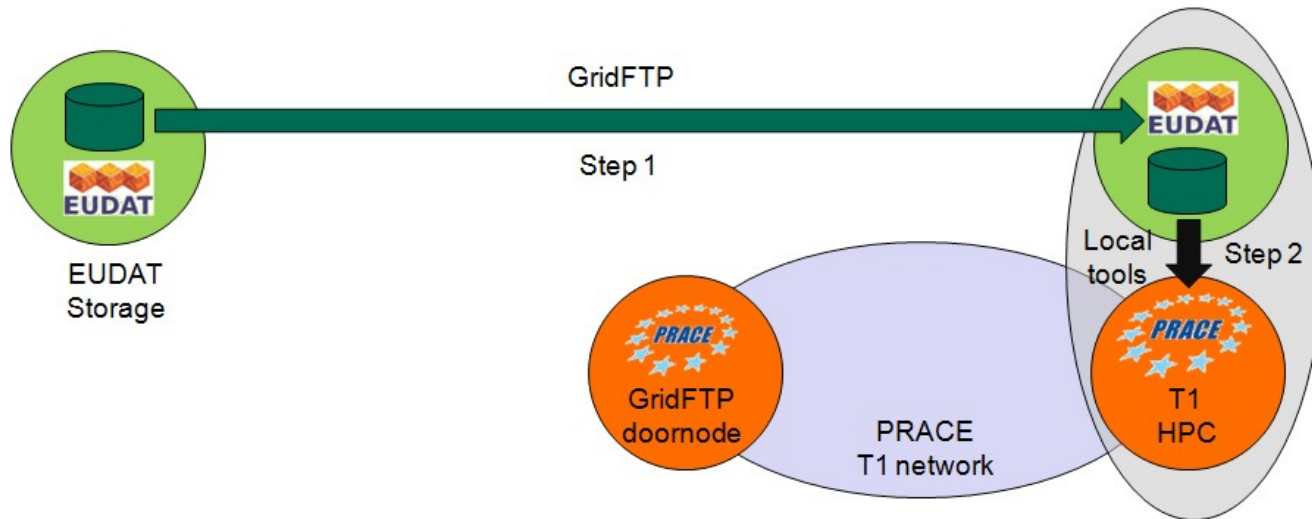 GridFTP
Step 1
EUDAT
EUDAT
Storage
EUDAT
Local
tools
Step 2
PRACE
GridFTP
doornode
PRACE
T1 network
PRACE
T1
HPC